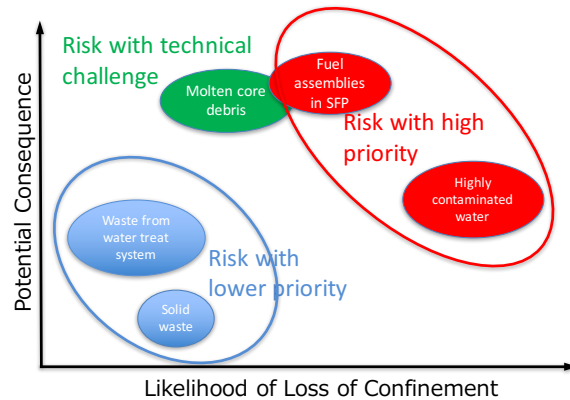 Potential Consequence
Risk with technical
challenge
Molten core
debris
Fuel
assemblies
in SFP
Risk with high
priority
Highly
contaminated
water
Waste from
water treat
system
Risk with
lower priority
Solid
waste
Likelihood of Loss of Confinement